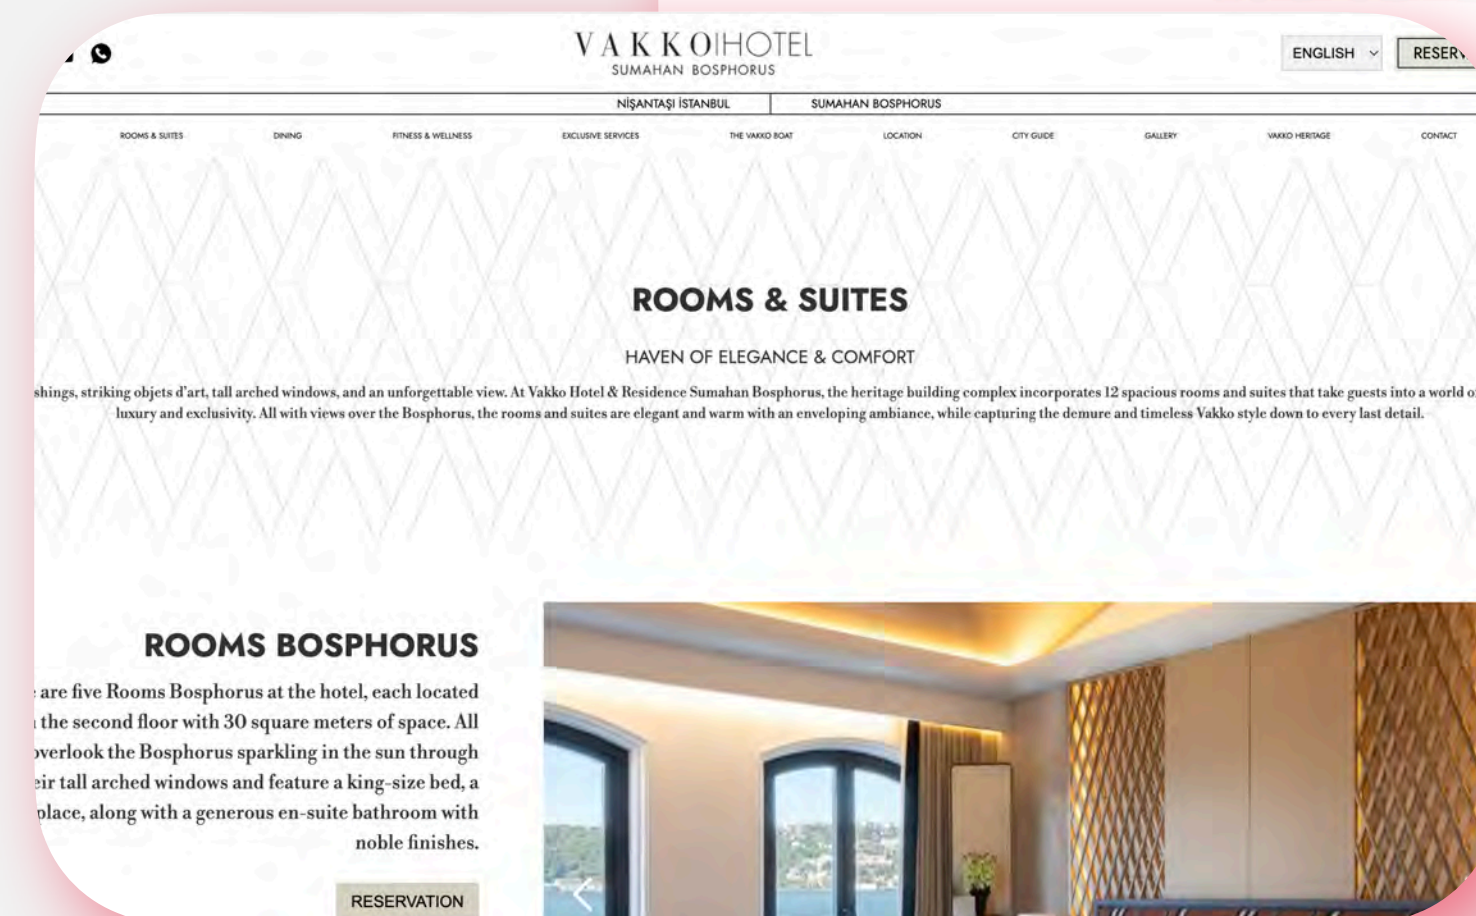 VAKKO|HOTEL
SUMAHAN BOSPHORUS
ENGLISH
NİŞANTAŞI İSTANBUL
SUMAHAN BOSPHORUS
ROOMS & SUITES
DINING
FITNESS & WELLNESS
EXCLUSIVE SERVICES
THE VAKKO BOAT
LOCATION
CITY GUIDE
GALLERY
VAKKO HERITAGE
CONTACT
ROOMS & SUITES
HAVEN OF ELEGANCE & COMFORT
striking objets d'art, tall arched windows, and an unforgettable view. At Vakko Hotel & Residence Sumahan Bosphorus, the heritage building complex incorporates 12 spacious rooms and suites that take guests into a world
luxury and exclusivity. All with views over the Bosphorus, the rooms and suites are elegant and warm with an enveloping ambiance, while capturing the demure and timeless Vakko style down to every last detail.
ROOMS BOSPHORUS
are five Rooms Bosphorus at the hotel, each located
the second floor with 30 square meters of space. All
overlook the Bosphorus sparkling in the sun through
tall arched windows and feature a king-size bed, a
along with a generous en-suite bathroom with
noble finishes.
RESERVATION